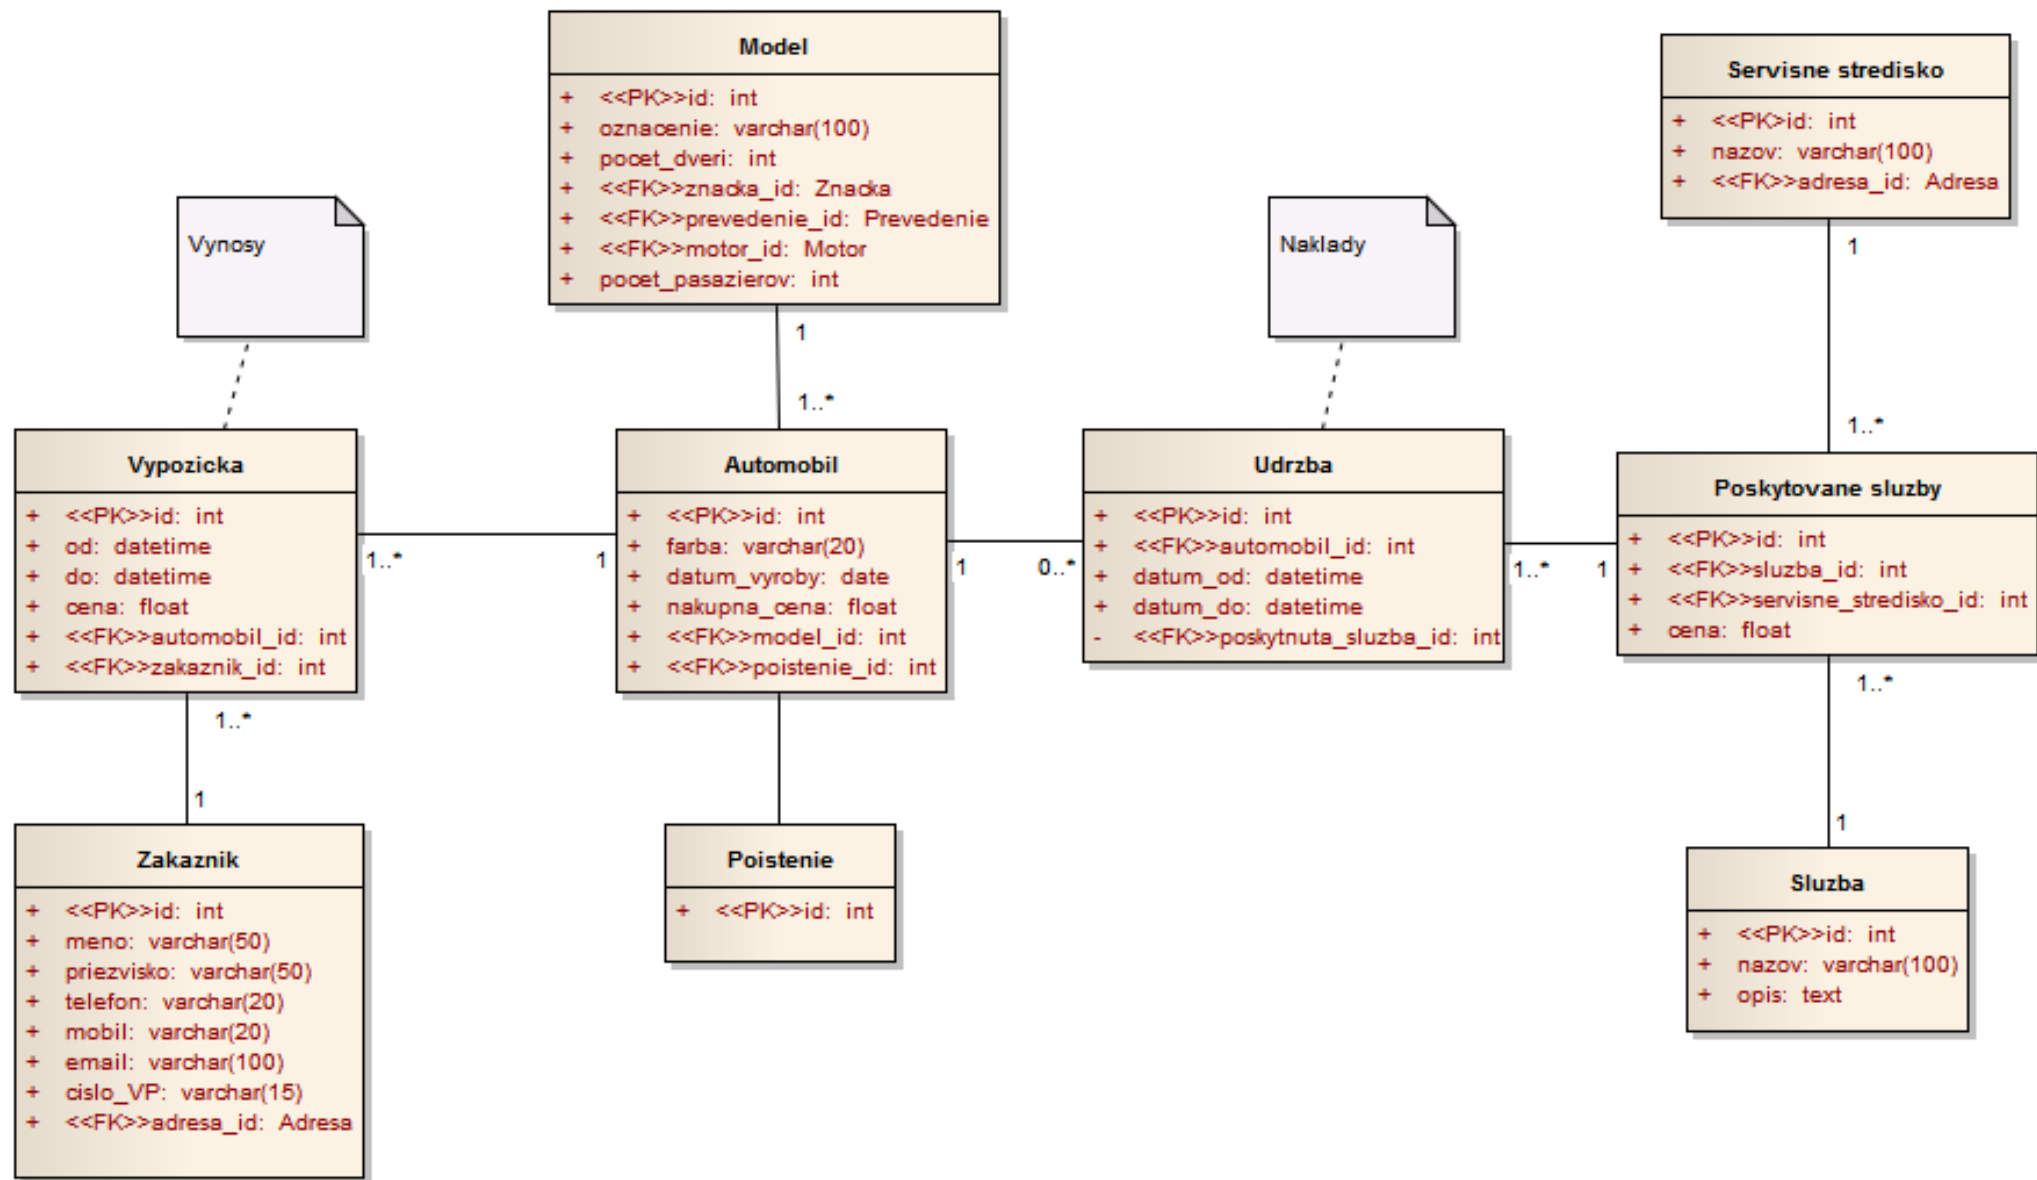 Model
+ <<PK>>id: int
+ oznacenie: varchar(100)
+ pocet_dveri: int
+ <<FK>>znacka_id: Znacka
+ <<FK>>prevedenie_id: Prevedenie
+ <<FK>>motor_id: Motor
+ pocet_pasazierov: int
Servisne stredisko
+ <<PK>id: int
+ nazov: varchar(100)
+ <<FK>>adresa_id: Adresa
Vynosy
Naklady
1
1..*
1
1..*
Vypozicka
+ <<PK>>id: int
+ od: datetime
+ do: datetime
+ cena: float
+ <<FK>>automobil_id: int
+ <<FK>>zakaznik_id: int
1..*
1
Automobil
+ <<PK>>id: int
+ farba: varchar(20)
+ datum_vyroby: date
+ nakupna_cena: float
+ <<FK>>model_id: int
+ <<FK>>poistenie_id: int
1
0..*
Udrzba
+ <<PK>>id: int
+ <<FK>>automobil_id: int
+ datum_od: datetime
+ datum_do: datetime
- <<FK>>poskytnuta_sluzba_id: int
1..*
1
Poskytovane sluzby
+ <<PK>>id: int
+ <<FK>>sluzba_id: int
+ <<FK>>servisne_stredisko_id: int
+ cena: float
1..*
1
1..*
1
Zakaznik
+ <<PK>>id: int
+ meno: varchar(50)
+ priezvisko: varchar(50)
+ telefon: varchar(20)
+ mobil: varchar(20)
+ email: varchar(100)
+ cislo_VP: varchar(15)
+ <<FK>>adresa_id: Adresa
Poistenie
+ <<PK>>id: int
Sluzba
+ <<PK>>id: int
+ nazov: varchar(100)
+ opis: text